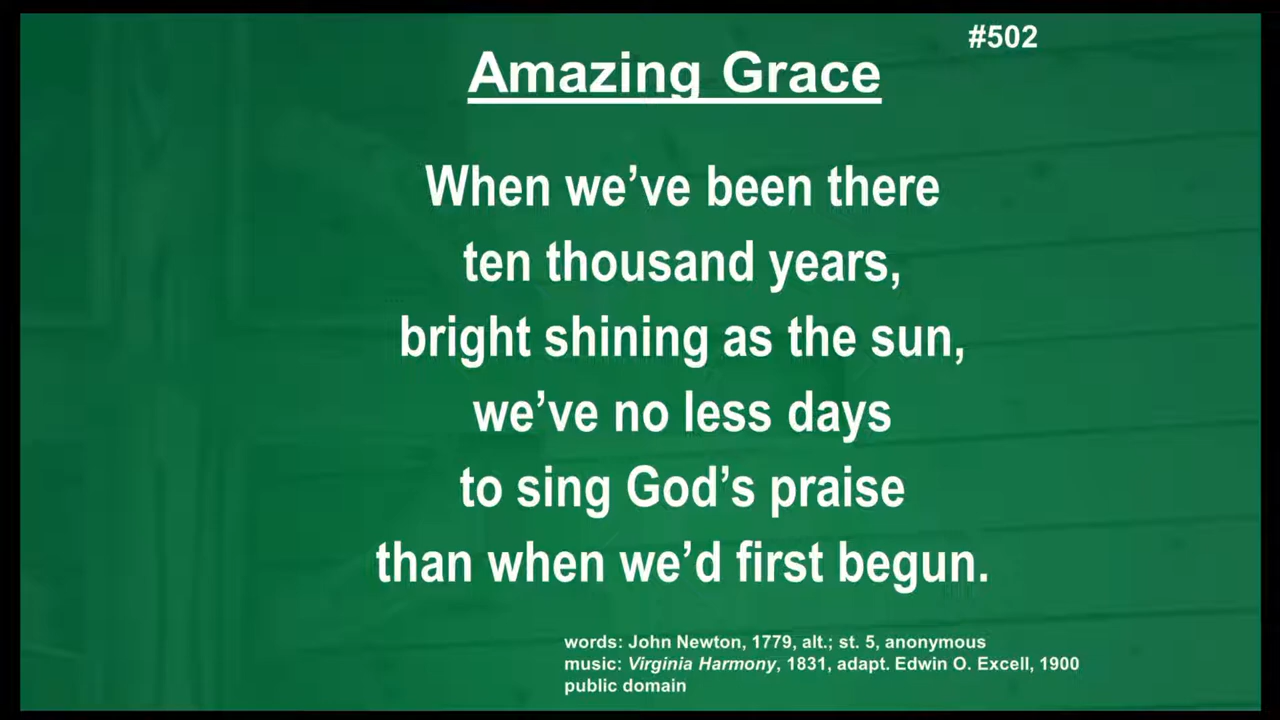 #502
Amazing Grace
When we’ve been there
ten thousand years,
bright shining as the sun,
we’ve no less days
to sing God’s praise
than when we’d first begun.
words: John Newton, 1779, alt.; st. 5, anonymous
music: Virginia Harmony, 1831, adapt. Edwin O. Excell, 1900
public domain